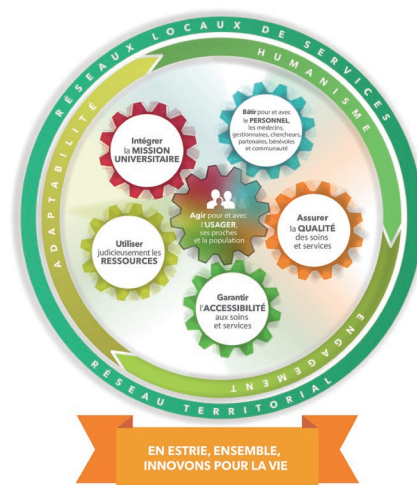 RÉSEAUX LOCAUX DE SERVICES
HUMANISME
ADAPTABILITÉ
ENGAGEMENT
RÉSEAU TERRITORIAL
Intégrer
la MISSION
UNIVERSITAIRE
Bâtir pour et avec
le PERSONNEL,
les médecins,
gestionnaires, chercheurs,
partenaires, bénévoles
et communauté
Agir pour et avec
l'USAGER,
ses proches
et la population
Assurer
la QUALITÉ
des soins
et services
Utiliser
judicieusement les
RESSOURCES
Garantir
l'ACCESSIBILITÉ
aux soins
et services
EN ESTRIE, ENSEMBLE,
INNOVONS POUR LA VIE